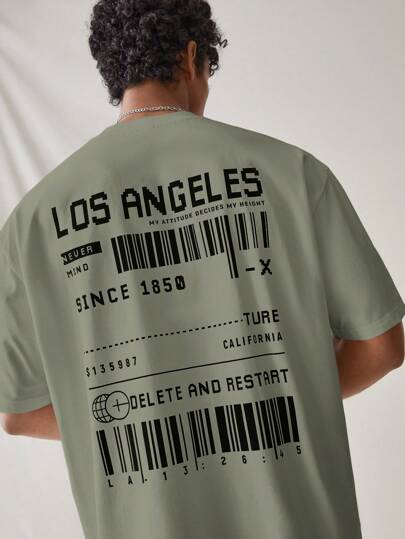 LOS ANGELES
MY ATTITUDE DECIDES MY HEIGHT
NEVER
MIND
-X
SINCE 1850
TURE
$135987
CALIFORNIA
DELETE AND RESTART
LA.13:26:45